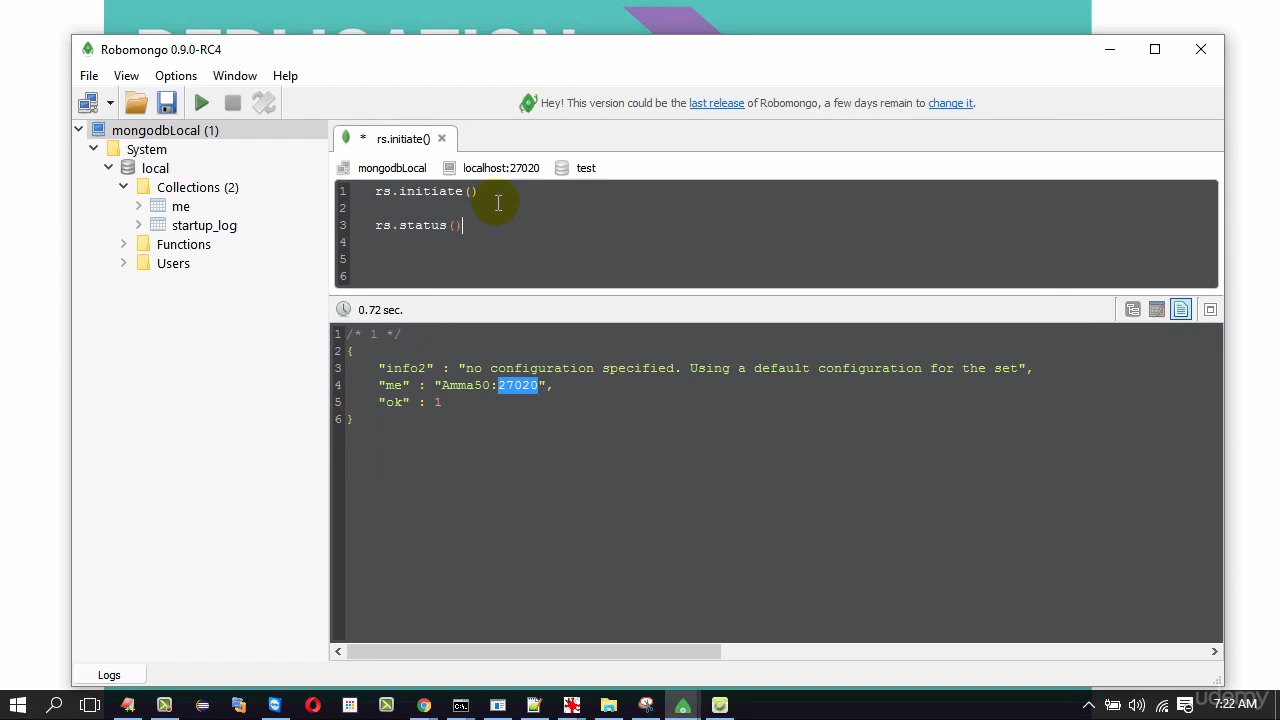 REPLICATION
Robomongo 0.9.0-RC4
File View Options Window Help
Hey! This version could be the last release of Robomongo, a new days remain to change it.
mongodbLocal (1)
System
local
Collections (2)
me
startup_log
Functions
Users
* rs.initiate()
mongodbLocal localhost:27020 test
1 rs.initiate()
2
3 rs.status()
4
5
6
0.72 sec.
1 /* 1 */
2 {
3 "info2" : "no configuration specified. Using a default configuration for the set",
4 "me" : "Amma50:27020",
5 "ok" : 1
6 }
Logs
7:22 AM
udemy